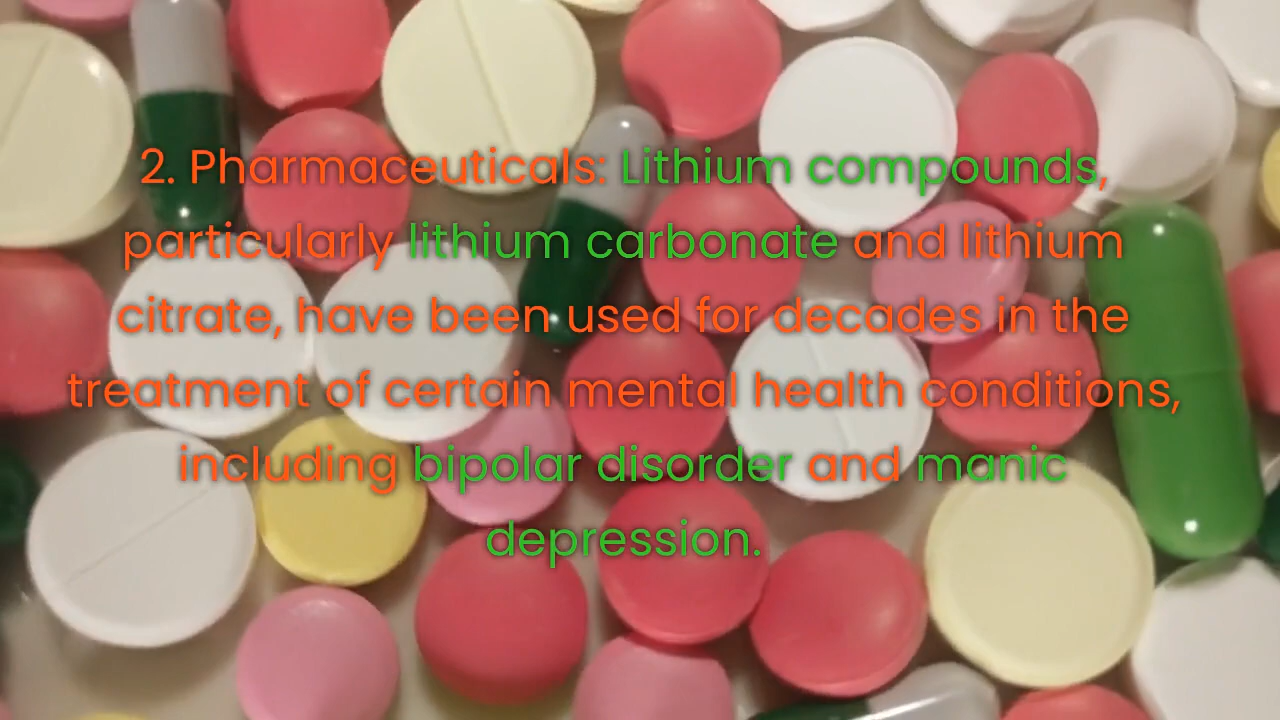 2. Pharmaceuticals: Lithium compounds,
particularly lithium carbonate and lithium
citrate, have been used for decades in the
treatment of certain mental health conditions,
including bipolar disorder and manic
depression.